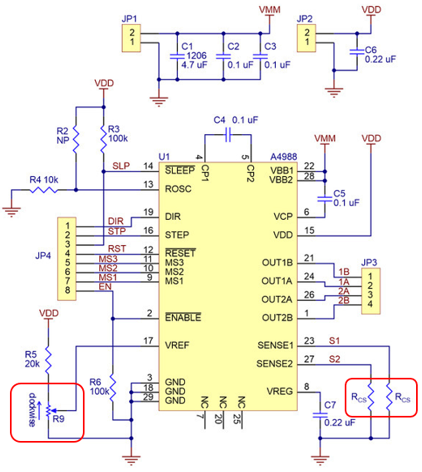 JP1
2
1
VMM
C1
1206
4.7 uF
C2
0.1 uF
C3
0.1 uF
JP2
2
1
VDD
C6
0.22 uF
VDD
R2
NP
R3
100k
SLP
R4 10k
C4 0.1 uF
U1
A4988
4
CP1
5
CP2
14
SLEEP
13
ROSC
19
DIR
16
STEP
12
RESET
11
MS3
10
MS2
9
MS1
2
ENABLE
17
VREF
3
GND
18
GND
29
GND
NC
7
NC
20
NC
25
VBB1
22
VBB2
28
VCP
6
VDD
15
OUT1B
21
OUT1A
24
OUT2A
26
OUT2B
1
SENSE1
23
SENSE2
27
VREG
8
VMM
VDD
C5
0.1 uF
JP4
1
2
3
4
5
6
7
8
DIR
STP
RST
MS3
MS2
MS1
EN
1B
1A
2A
2B
1
2
3
4
JP3
S1
S2
RCS
RCS
C7
0.22 uF
VDD
R5
20k
clockwise
R9
R6
100k